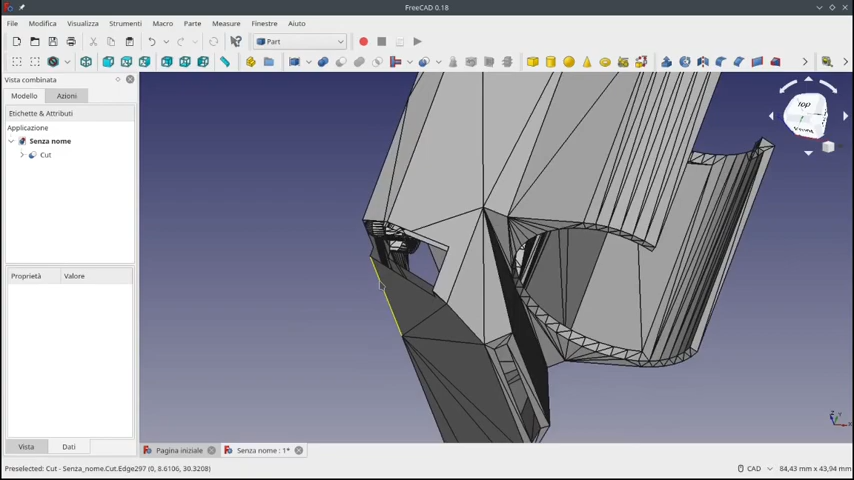 FreeCAD 0.18
File Modifica Visualizza Strumenti Macro Parte Measure Finestre Aiuto
Part
Vista combinata
Modello Azioni
Etichette & Attributi
Applicazione
Senza nome
Cut
Proprietà Valore
Vista Dati
Top
Pagina iniziale Senza nome : 1*
Preselected: Cut - Senza_nome.Cut.Edge297 (0, 8.6106, 30.3208) CAD 84,43 mm x 43,94 mm